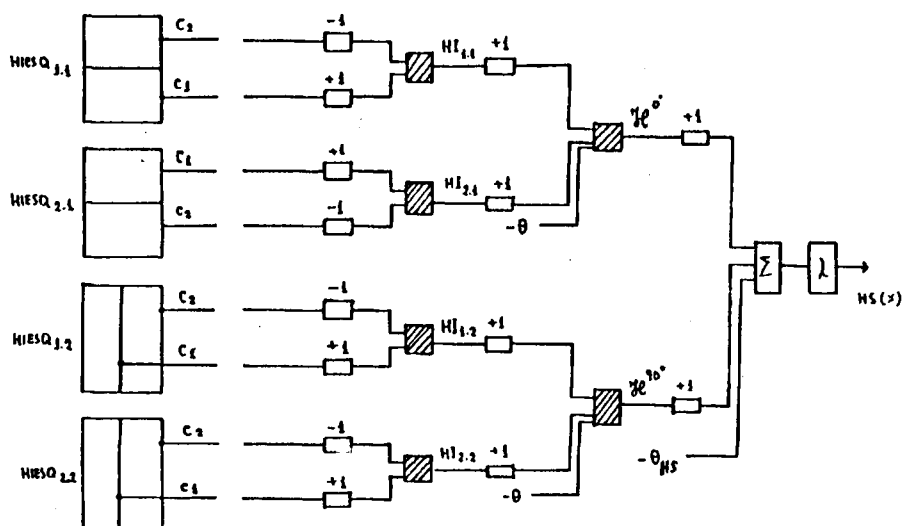 HIESQ1.1
C2
-1
C1
+1
HI1.1
+1
HIESQ2.1
C1
+1
C2
-1
HI2.1
+1
-θ
ℋ0°
+1
HIESQ1.2
C2
-1
C1
+1
HI1.2
+1
HIESQ2.2
C2
-1
C1
+1
HI2.2
+1
-θ
ℋ90°
+1
-θHS
Σ
λ
HS(x)